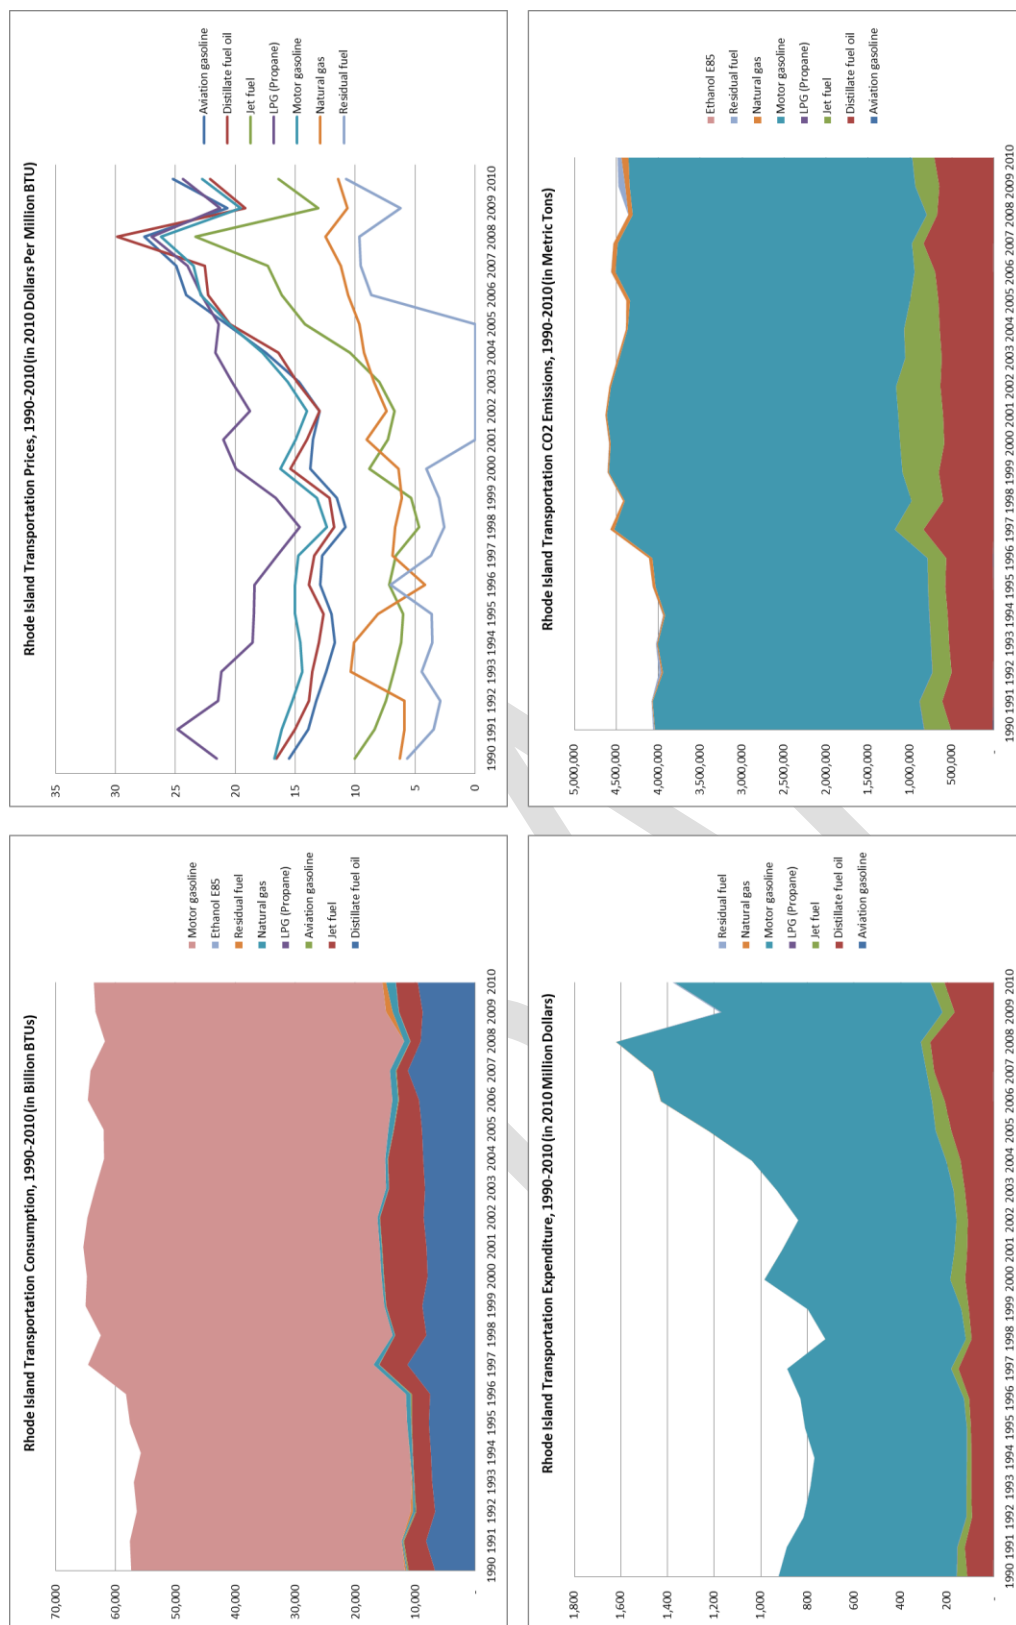 Rhode Island Transportation Consumption, 1990-2010 (in Billion BTUs)
70,000
60,000
50,000
40,000
30,000
20,000
10,000
-
1990 1991 1992 1993 1994 1995 1996 1997 1998 1999 2000 2001 2002 2003 2004 2005 2006 2007 2008 2009 2010
Motor gasoline
Ethanol E85
Residual fuel
Natural gas
LPG (Propane)
Aviation gasoline
Jet fuel
Distillate fuel oil
Rhode Island Transportation Prices, 1990-2010 (in 2010 Dollars Per Million BTU)
35
30
25
20
15
10
5
0
1990 1991 1992 1993 1994 1995 1996 1997 1998 1999 2000 2001 2002 2003 2004 2005 2006 2007 2008 2009 2010
Aviation gasoline
Distillate fuel oil
Jet fuel
LPG (Propane)
Motor gasoline
Natural gas
Residual fuel
Rhode Island Transportation Expenditure, 1990-2010 (in 2010 Million Dollars)
1,800
1,600
1,400
1,200
1,000
800
600
400
200
-
1990 1991 1992 1993 1994 1995 1996 1997 1998 1999 2000 2001 2002 2003 2004 2005 2006 2007 2008 2009 2010
Residual fuel
Natural gas
Motor gasoline
LPG (Propane)
Jet fuel
Distillate fuel oil
Aviation gasoline
Rhode Island Transportation CO2 Emissions, 1990-2010 (in Metric Tons)
5,000,000
4,500,000
4,000,000
3,500,000
3,000,000
2,500,000
2,000,000
1,500,000
1,000,000
500,000
-
1990 1991 1992 1993 1994 1995 1996 1997 1998 1999 2000 2001 2002 2003 2004 2005 2006 2007 2008 2009 2010
Ethanol E85
Residual fuel
Natural gas
Motor gasoline
LPG (Propane)
Jet fuel
Distillate fuel oil
Aviation gasoline